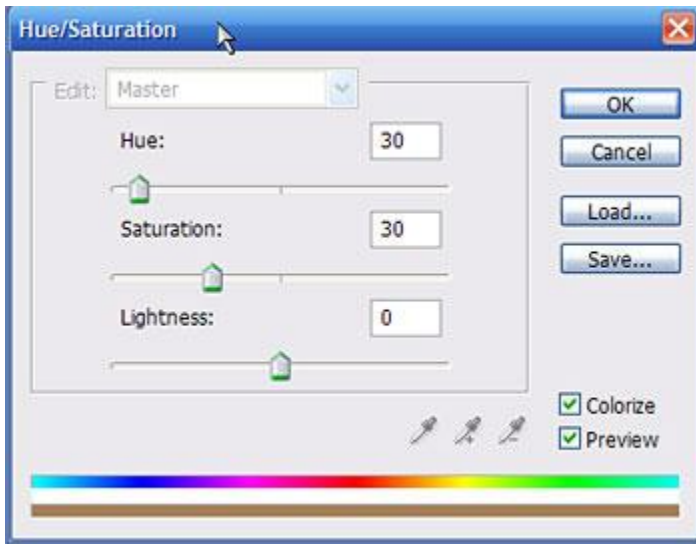 Hue/Saturation
Edit: Master
OK
Hue: 30
Cancel
Load...
Saturation: 30
Save...
Lightness: 0
Colorize
Preview